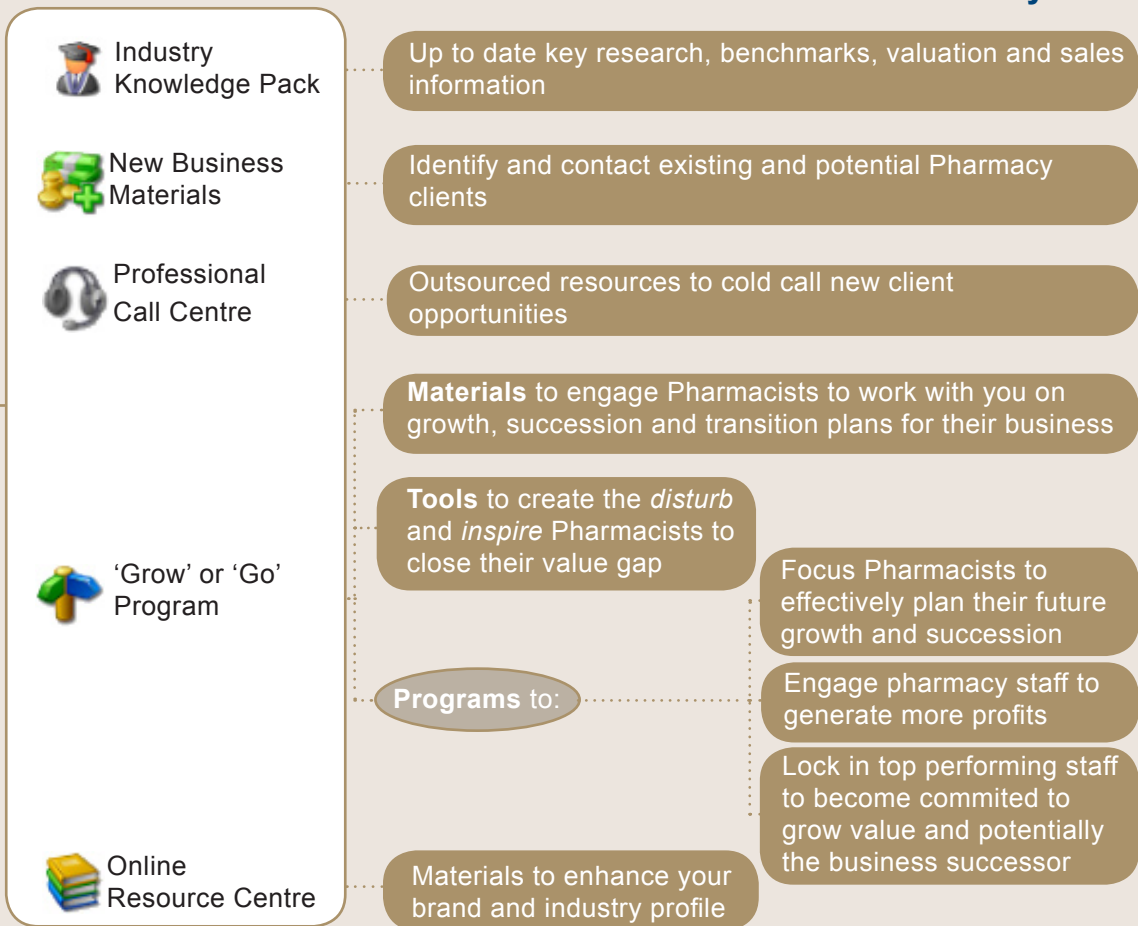 Industry
Knowledge Pack
Up to date key research, benchmarks, valuation and sales
information
New Business
Materials
Identify and contact existing and potential Pharmacy
clients
Professional
Call Centre
Outsourced resources to cold call new client
opportunities
‘Grow’ or ‘Go’
Program
Materials to engage Pharmacists to work with you on
growth, succession and transition plans for their business
Tools to create the disturb
and inspire Pharmacists to
close their value gap
Programs to:
Focus Pharmacists to
effectively plan their future
growth and succession
Engage pharmacy staff to
generate more profits
Lock in top performing staff
to become commited to
grow value and potentially
the business successor
Online
Resource Centre
Materials to enhance your
brand and industry profile